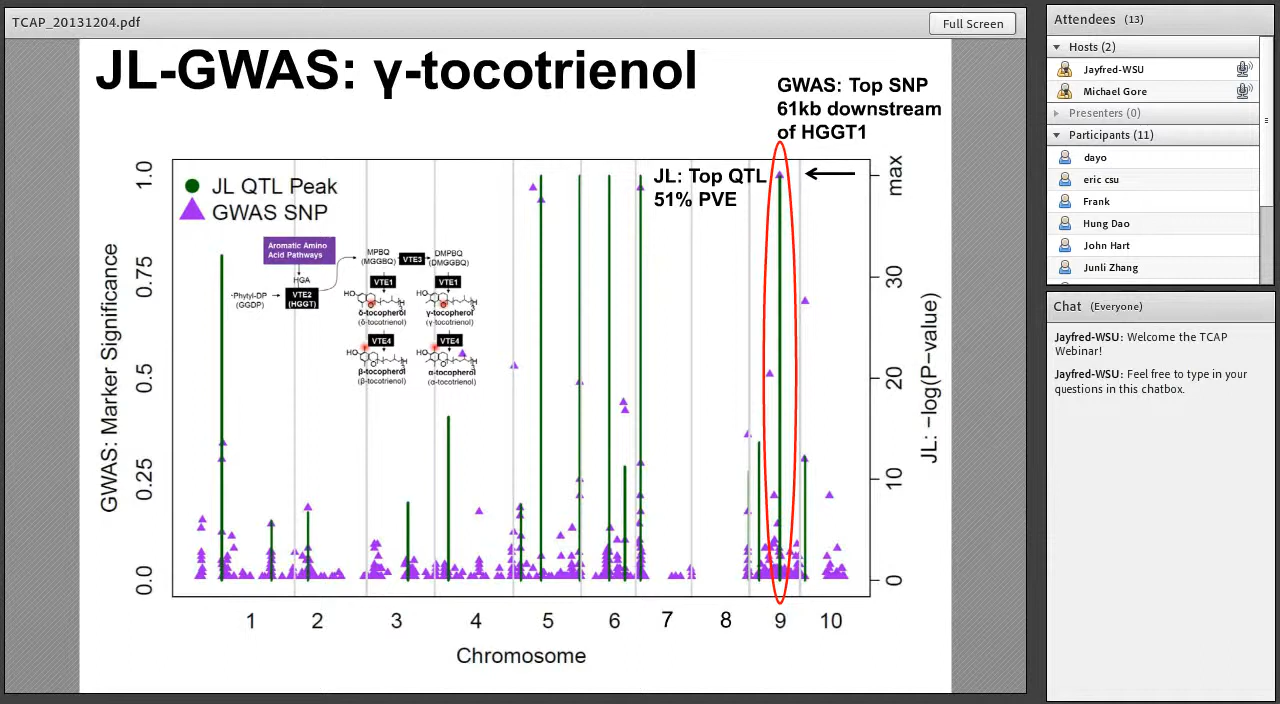 TCAP_20131204.pdf
Full Screen
JL-GWAS: γ-tocotrienol
GWAS: Top SNP
61kb downstream
of HGGT1
JL: Top QTL
51% PVE
JL QTL Peak
GWAS SNP
Aromatic Amino
Acid Pathways
HGA
Phytyl-DP
(GGDP)
VTE2
(HGGT)
MPBQ
(MGGBQ)
VTE3
DMPBQ
(DMGGBQ)
VTE1
VTE1
HO
HO
δ-tocopherol
(δ-tocotrienol)
γ-tocopherol
(γ-tocotrienol)
VTE4
VTE4
HO
HO
β-tocopherol
(β-tocotrienol)
α-tocopherol
(α-tocotrienol)
GWAS: Marker Significance
0.0
0.25
0.5
0.75
1.0
JL: −log(P−value)
0
10
20
30
max
1 2 3 4 5 6 7 8 9 10
Chromosome
Attendees (13)
Hosts (2)
Jayfred-WSU
Michael Gore
Presenters (0)
Participants (11)
dayo
eric csu
Frank
Hung Dao
John Hart
Junli Zhang
Chat (Everyone)
Jayfred-WSU: Welcome the TCAP
Webinar!
Jayfred-WSU: Feel free to type in your
questions in this chatbox.